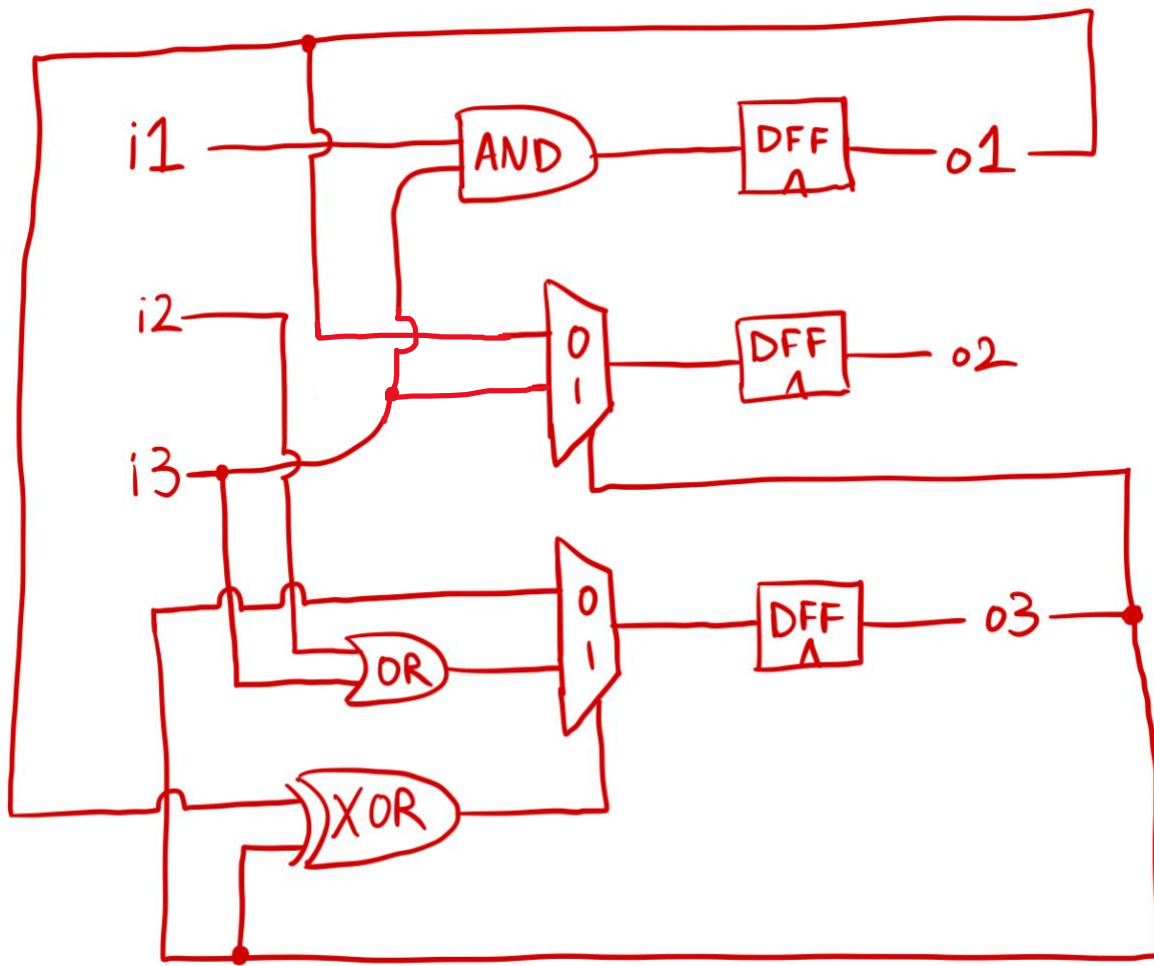 i1 AND DFF o1
i2 0 1 DFF o2
i3
0 1 DFF o3
OR
XOR